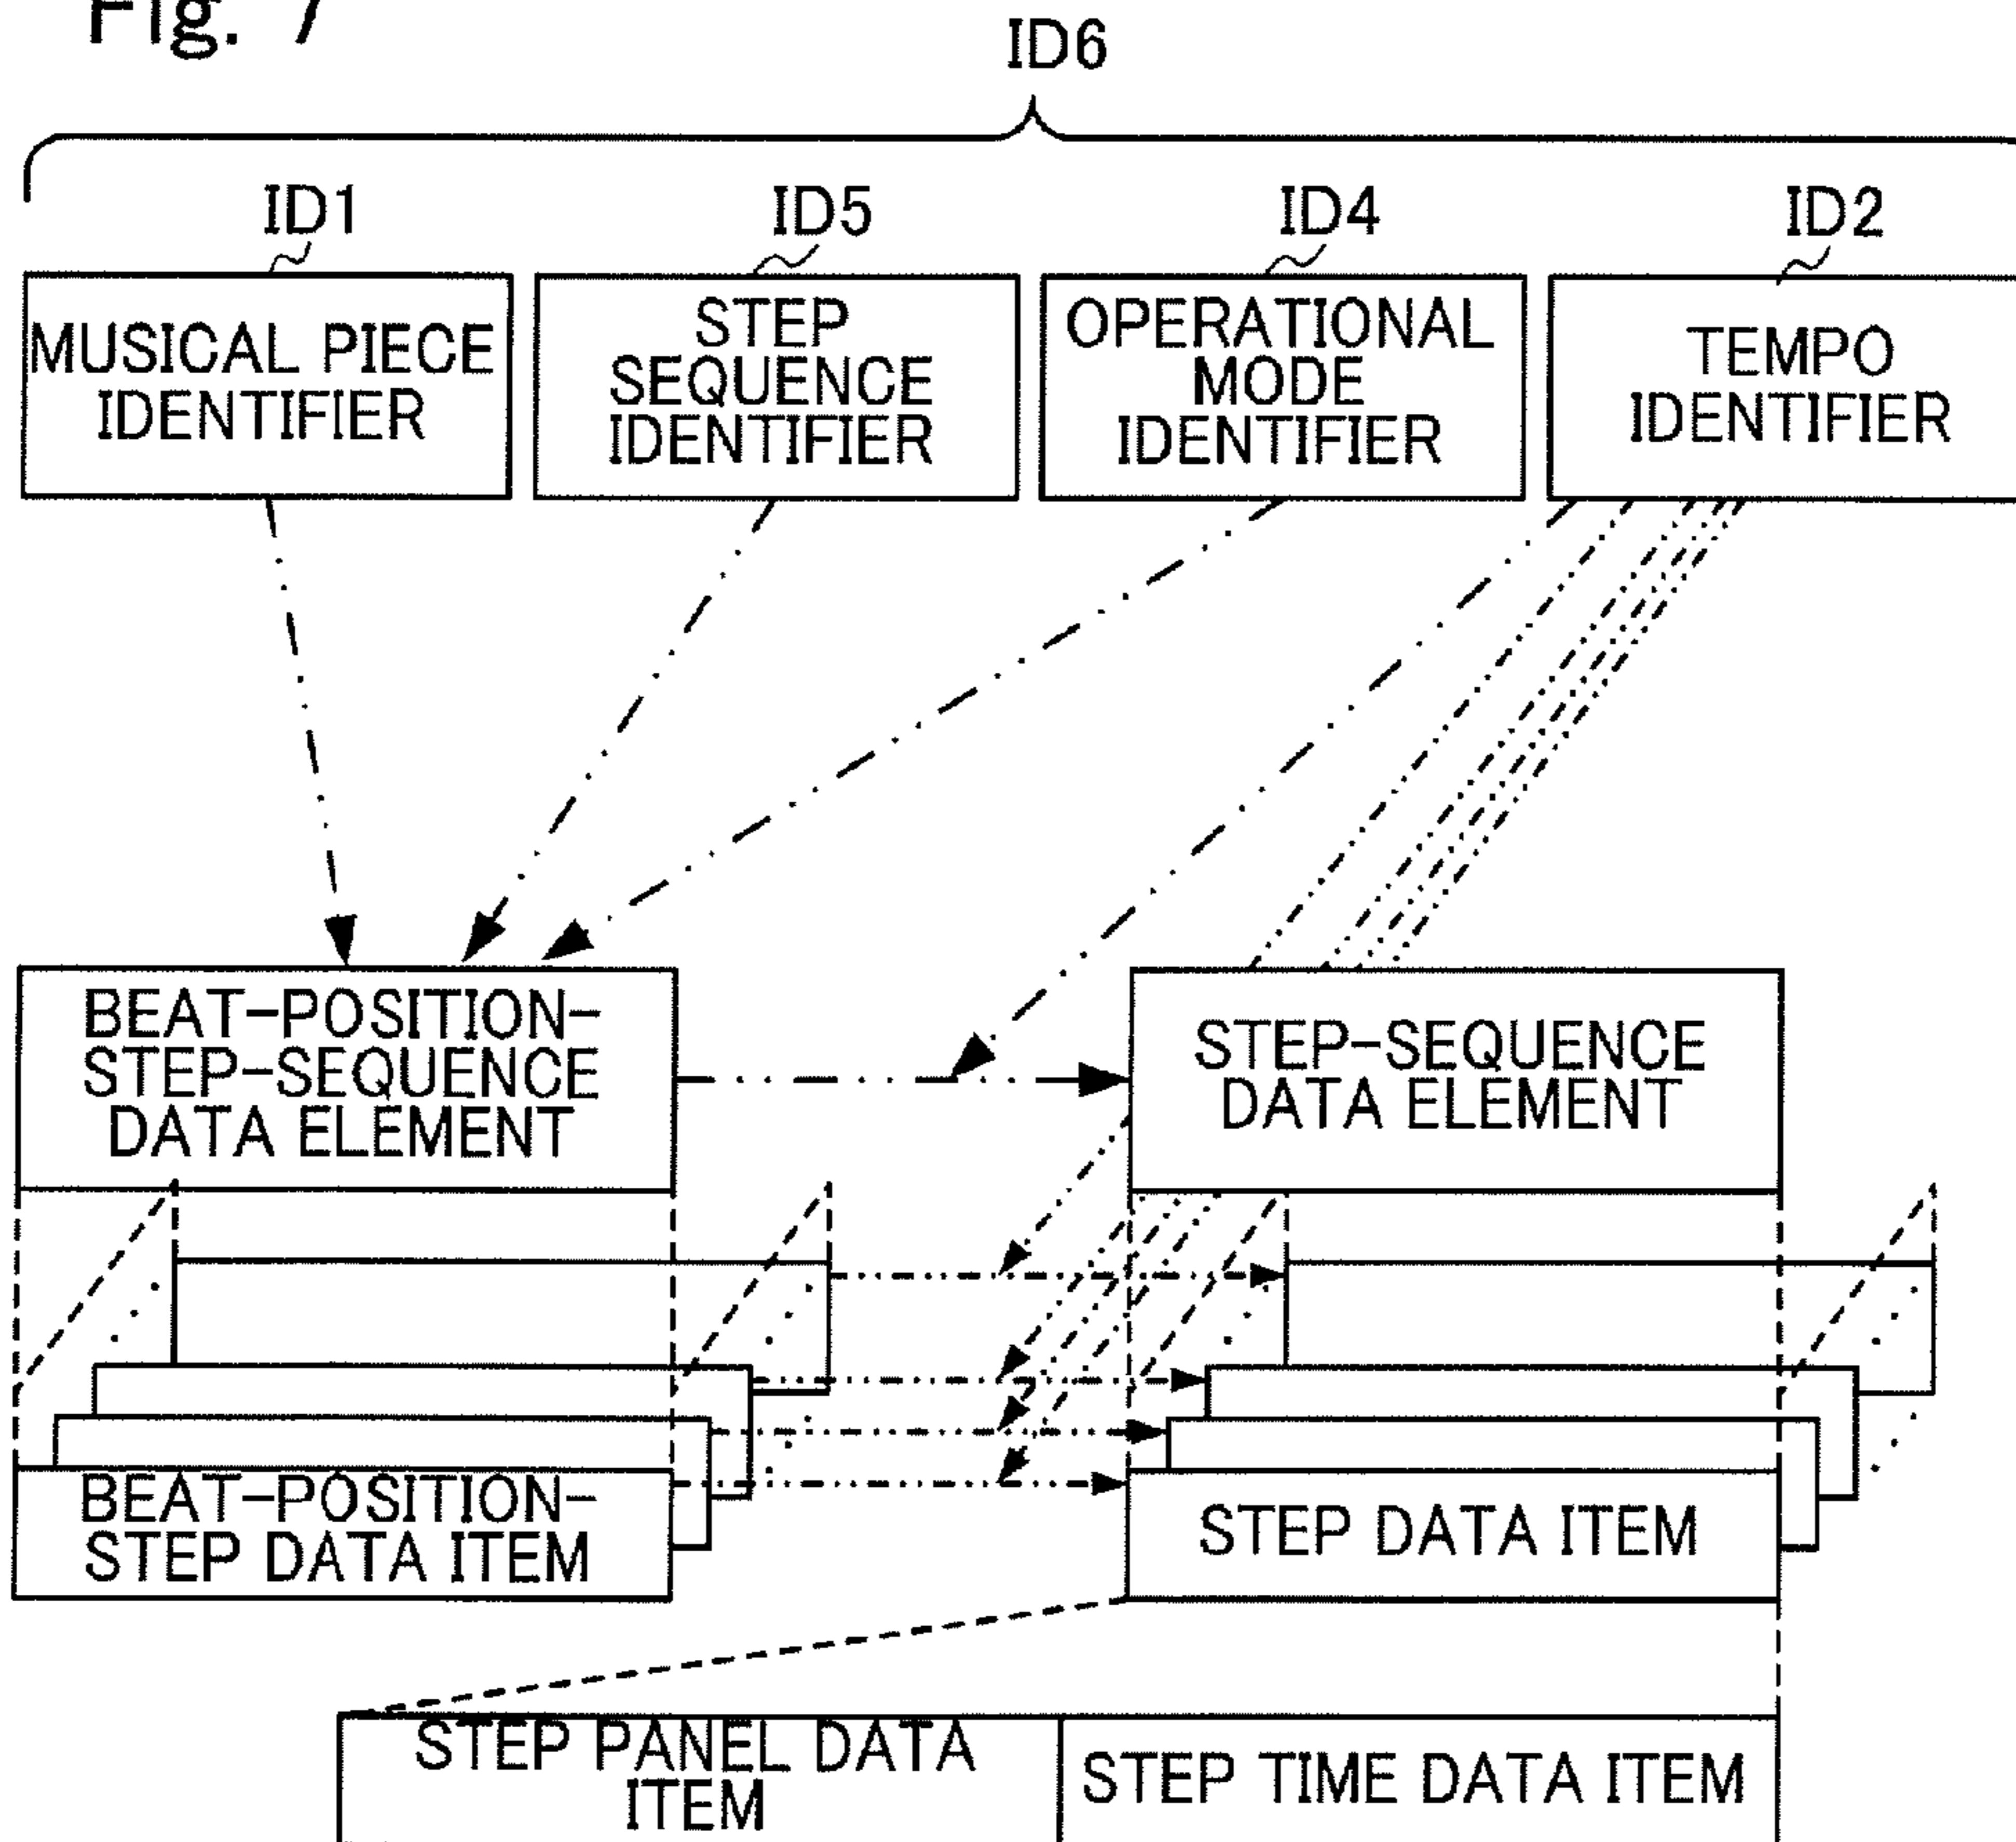 Fig. 7
ID6
ID1
ID5
ID4
ID2
MUSICAL PIECE
IDENTIFIER
STEP
SEQUENCE
IDENTIFIER
OPERATIONAL
MODE
IDENTIFIER
TEMPO
IDENTIFIER
BEAT-POSITION-
STEP-SEQUENCE
DATA ELEMENT
STEP-SEQUENCE
DATA ELEMENT
BEAT-POSITION-
STEP DATA ITEM
STEP DATA ITEM
STEP PANEL DATA
ITEM
STEP TIME DATA ITEM